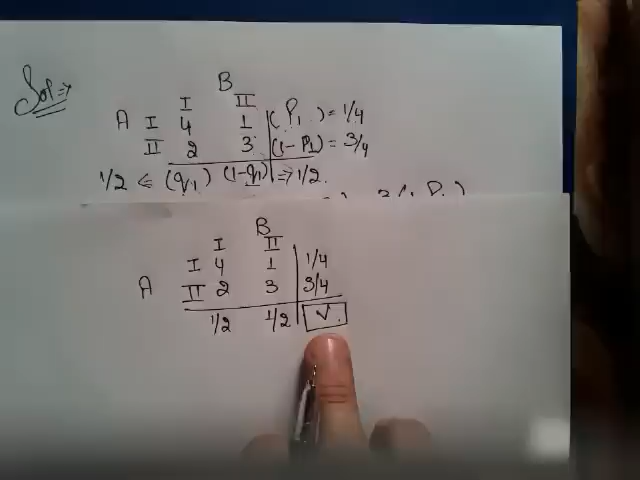 Sol⇒
B
I II
A I 4 1 (P₁) = 1/4
II 2 3 (1-P₁) = 3/4
1/2 ⇐ (q₁) (1-q₁) ⇒ 1/2.
B
I II
I 4 1 1/4
A II 2 3 3/4
1/2 1/2 V.